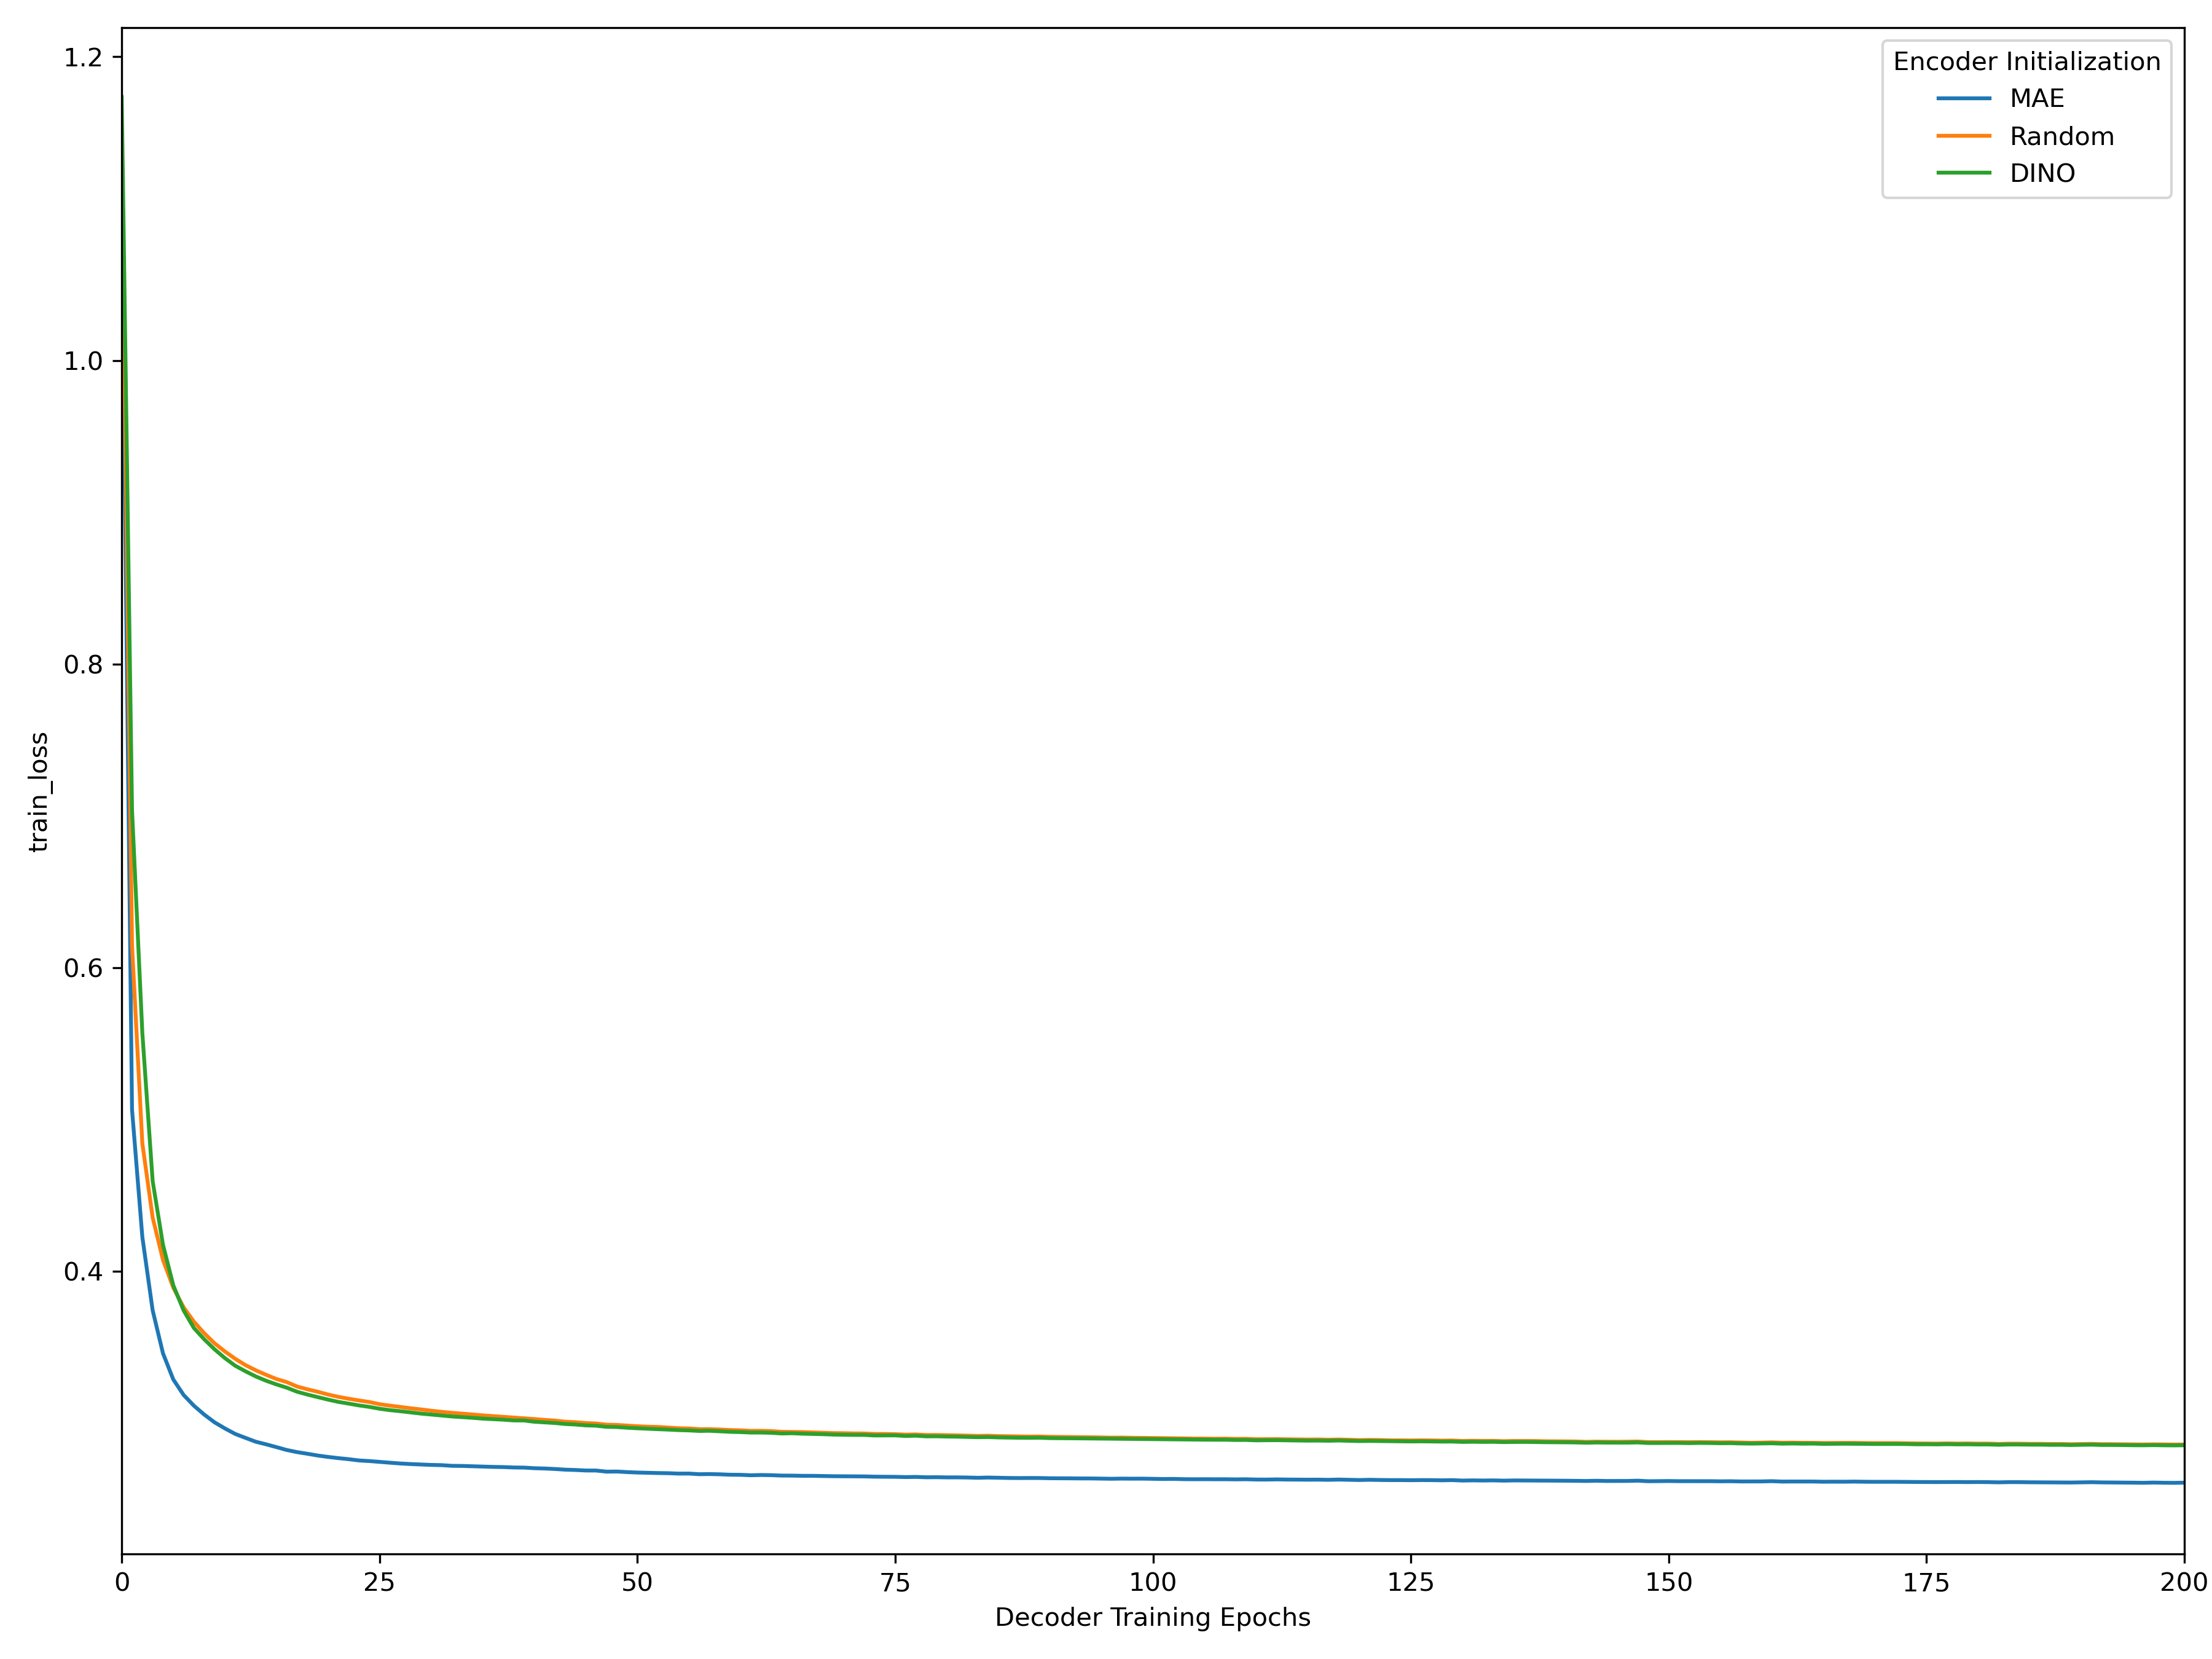 Encoder Initialization
MAE
Random
DINO
1.2
1.0
0.8
0.6
0.4
train_loss
0 25 50 75 100 125 150 175 200
Decoder Training Epochs